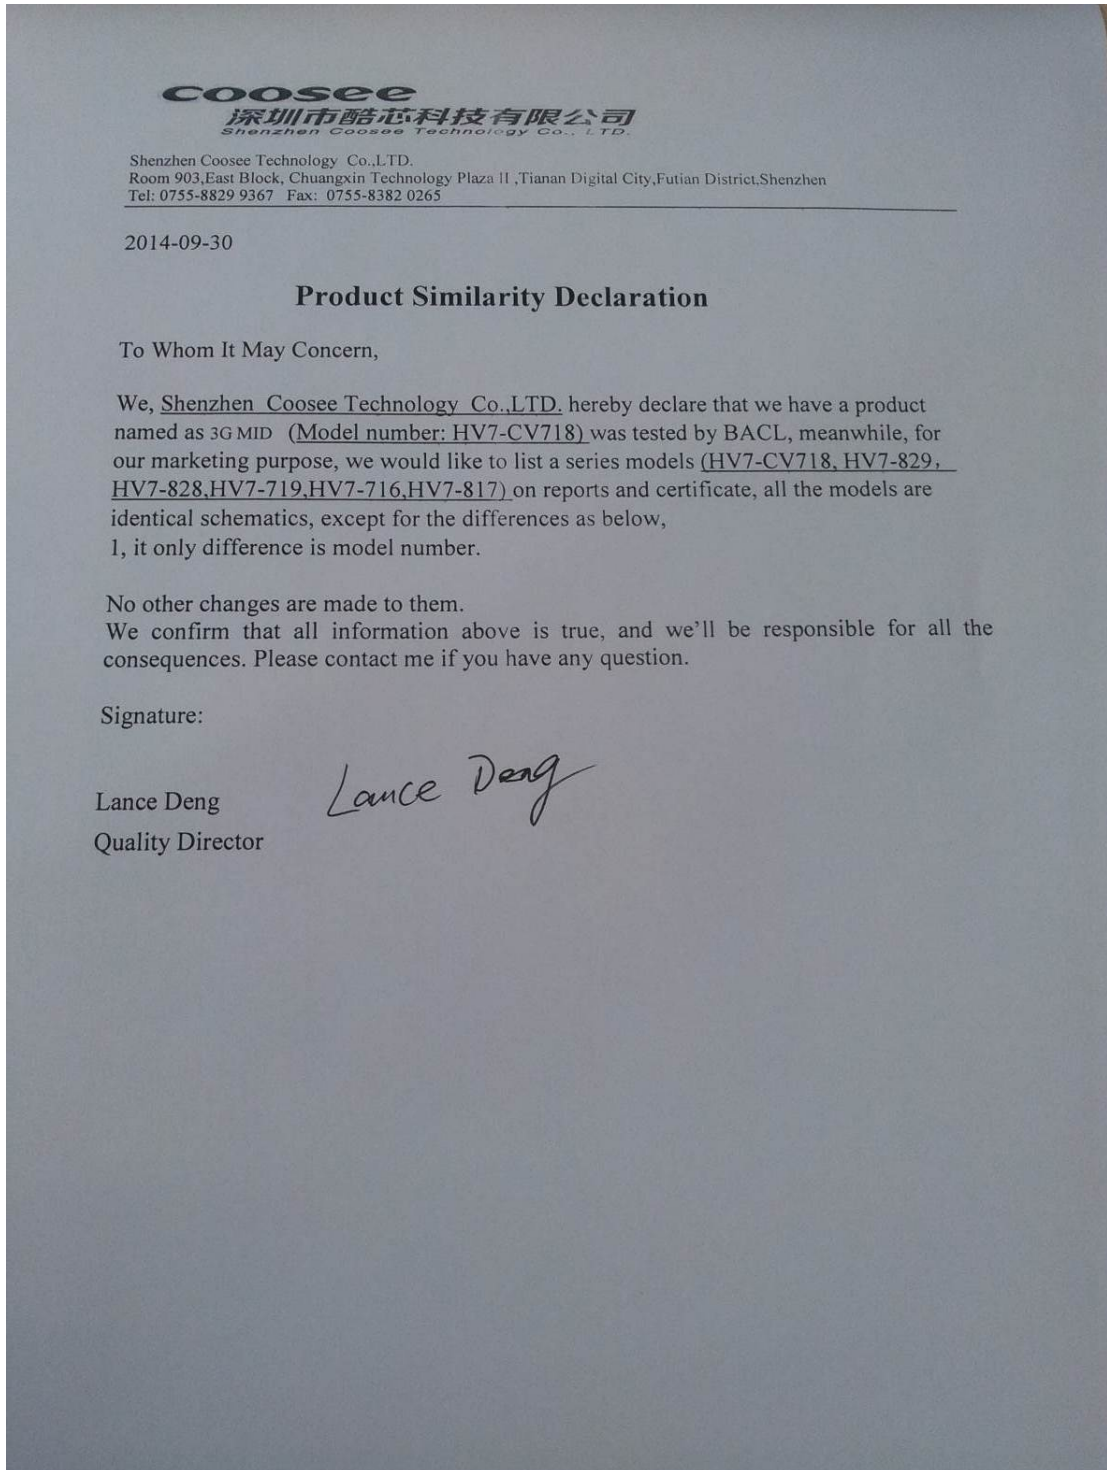 coosee
深圳市酷芯科技有限公司
Shenzhen Coosee Technology Co., LTD.
Shenzhen Coosee Technology Co.,LTD.
Room 903,East Block, Chuangxin Technology Plaza II ,Tianan Digital City,Futian District,Shenzhen
Tel: 0755-8829 9367 Fax: 0755-8382 0265
2014-09-30
Product Similarity Declaration
To Whom It May Concern,
We, Shenzhen Coosee Technology Co.,LTD. hereby declare that we have a product
named as 3G MID (Model number: HV7-CV718) was tested by BACL, meanwhile, for
our marketing purpose, we would like to list a series models (HV7-CV718, HV7-829,
HV7-828,HV7-719,HV7-716,HV7-817) on reports and certificate, all the models are
identical schematics, except for the differences as below,
1, it only difference is model number.
No other changes are made to them.
We confirm that all information above is true, and we'll be responsible for all the
consequences. Please contact me if you have any question.
Signature:
Lance Deng
Lance Deng
Quality Director